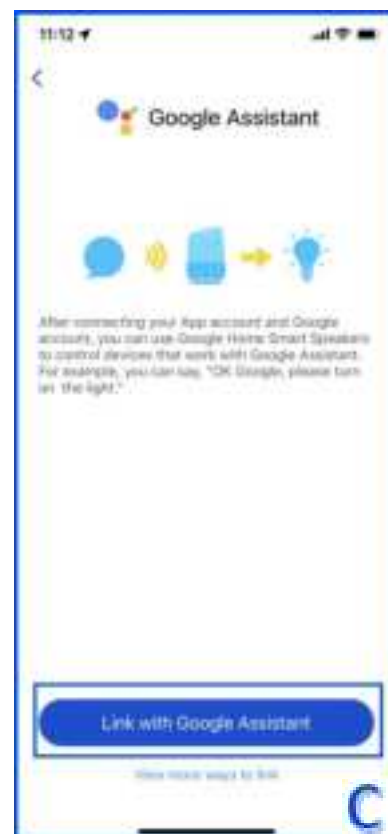 11:12
Google Assistant
After connecting your App account and Google
account, you can use Google Home Smart Speakers
to control devices that work with Google Assistant.
For example, you can say, "OK Google, please turn
on the light."
Link with Google Assistant
View more ways to link
C